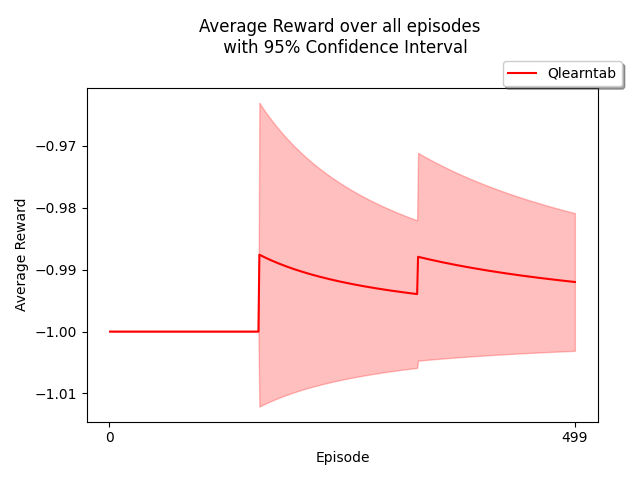 Average Reward over all episodes
with 95% Confidence Interval
Qlearntab
−0.97
−0.98
−0.99
−1.00
−1.01
Average Reward
0
499
Episode